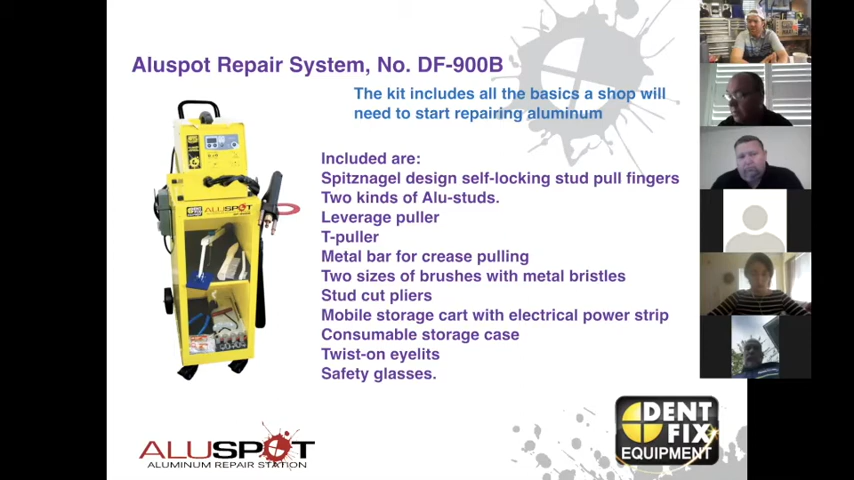 Aluspot Repair System, No. DF-900B
The kit includes all the basics a shop will
need to start repairing aluminum
Included are:
Spitznagel design self-locking stud pull fingers
Two kinds of Alu-studs.
Leverage puller
T-puller
Metal bar for crease pulling
Two sizes of brushes with metal bristles
Stud cut pliers
Mobile storage cart with electrical power strip
Consumable storage case
Twist-on eyelits
Safety glasses.
ALUSPOT
ALUSPOT
ALUMINUM REPAIR STATION
DENT
FIX
EQUIPMENT